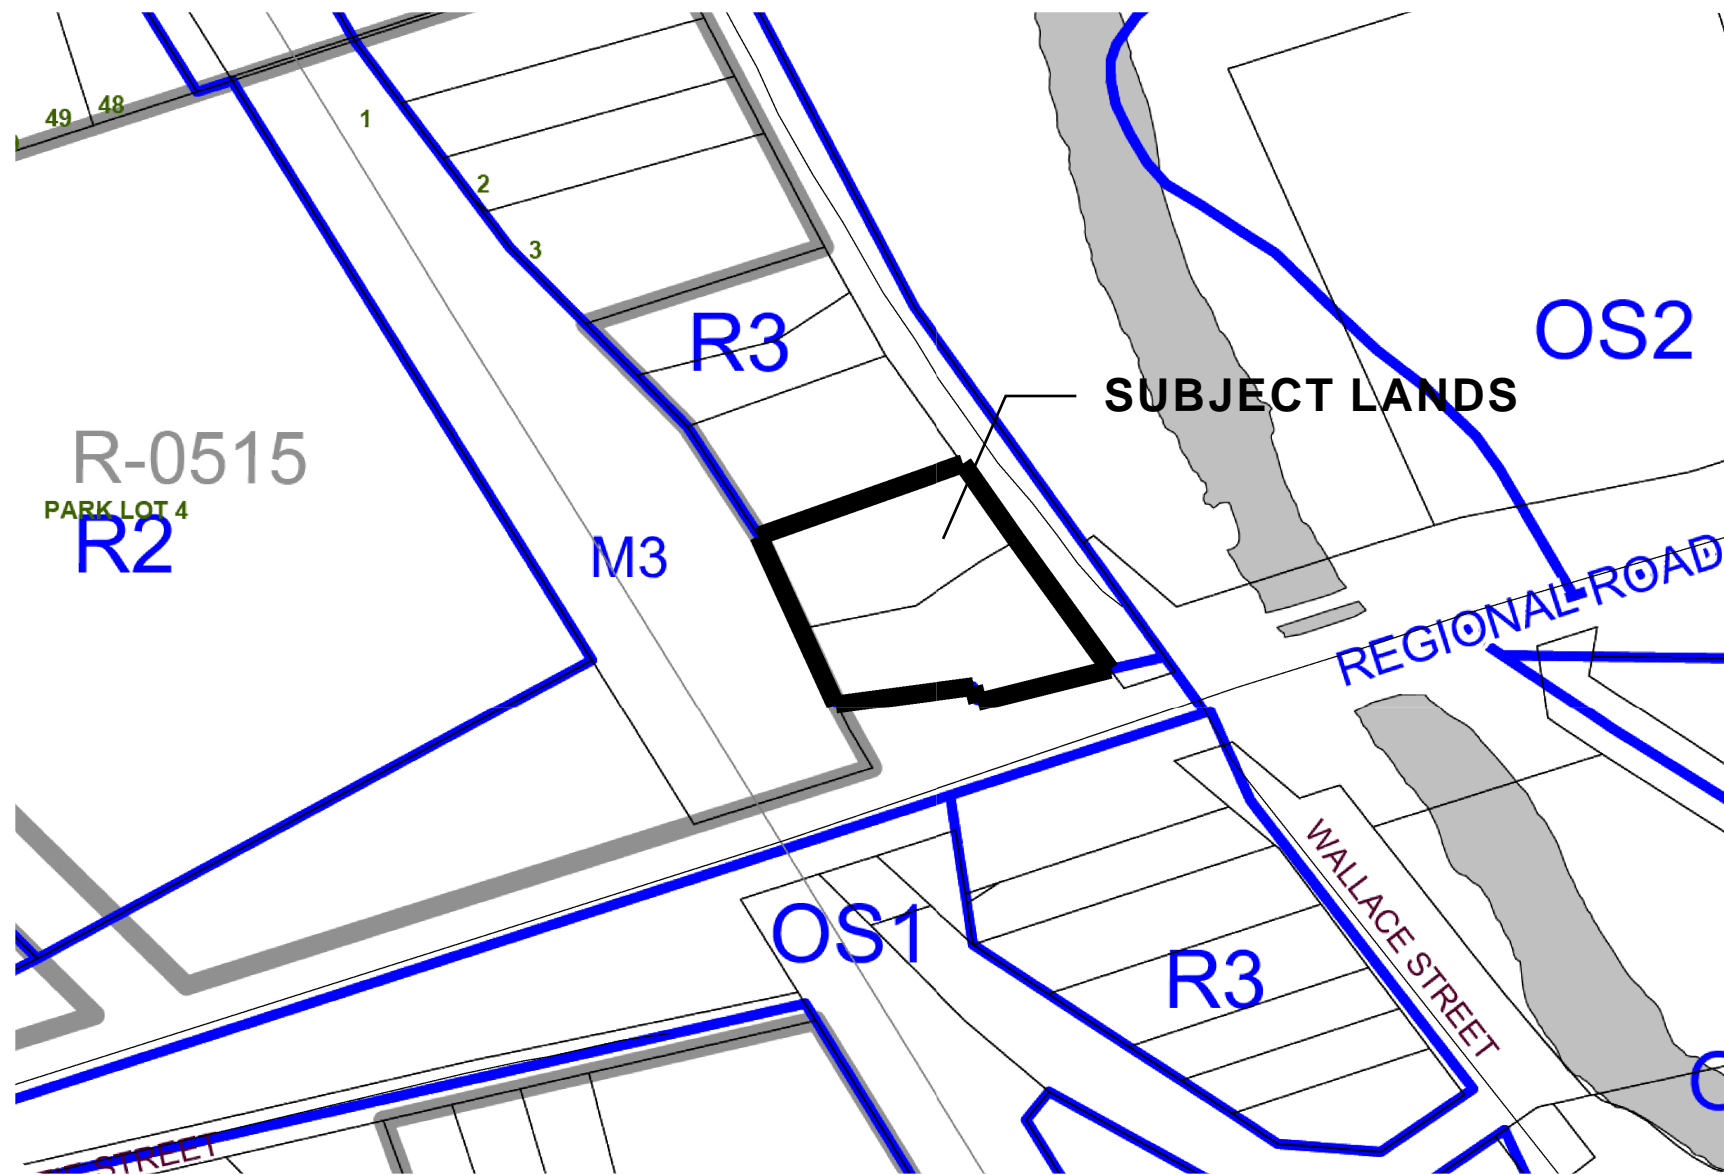 49 48
1
2
3
R3
OS2
SUBJECT LANDS
R-0515
PARK LOT 4
R2
M3
REGIONAL ROAD
OS1
R3
WALLACE STREET
STREET